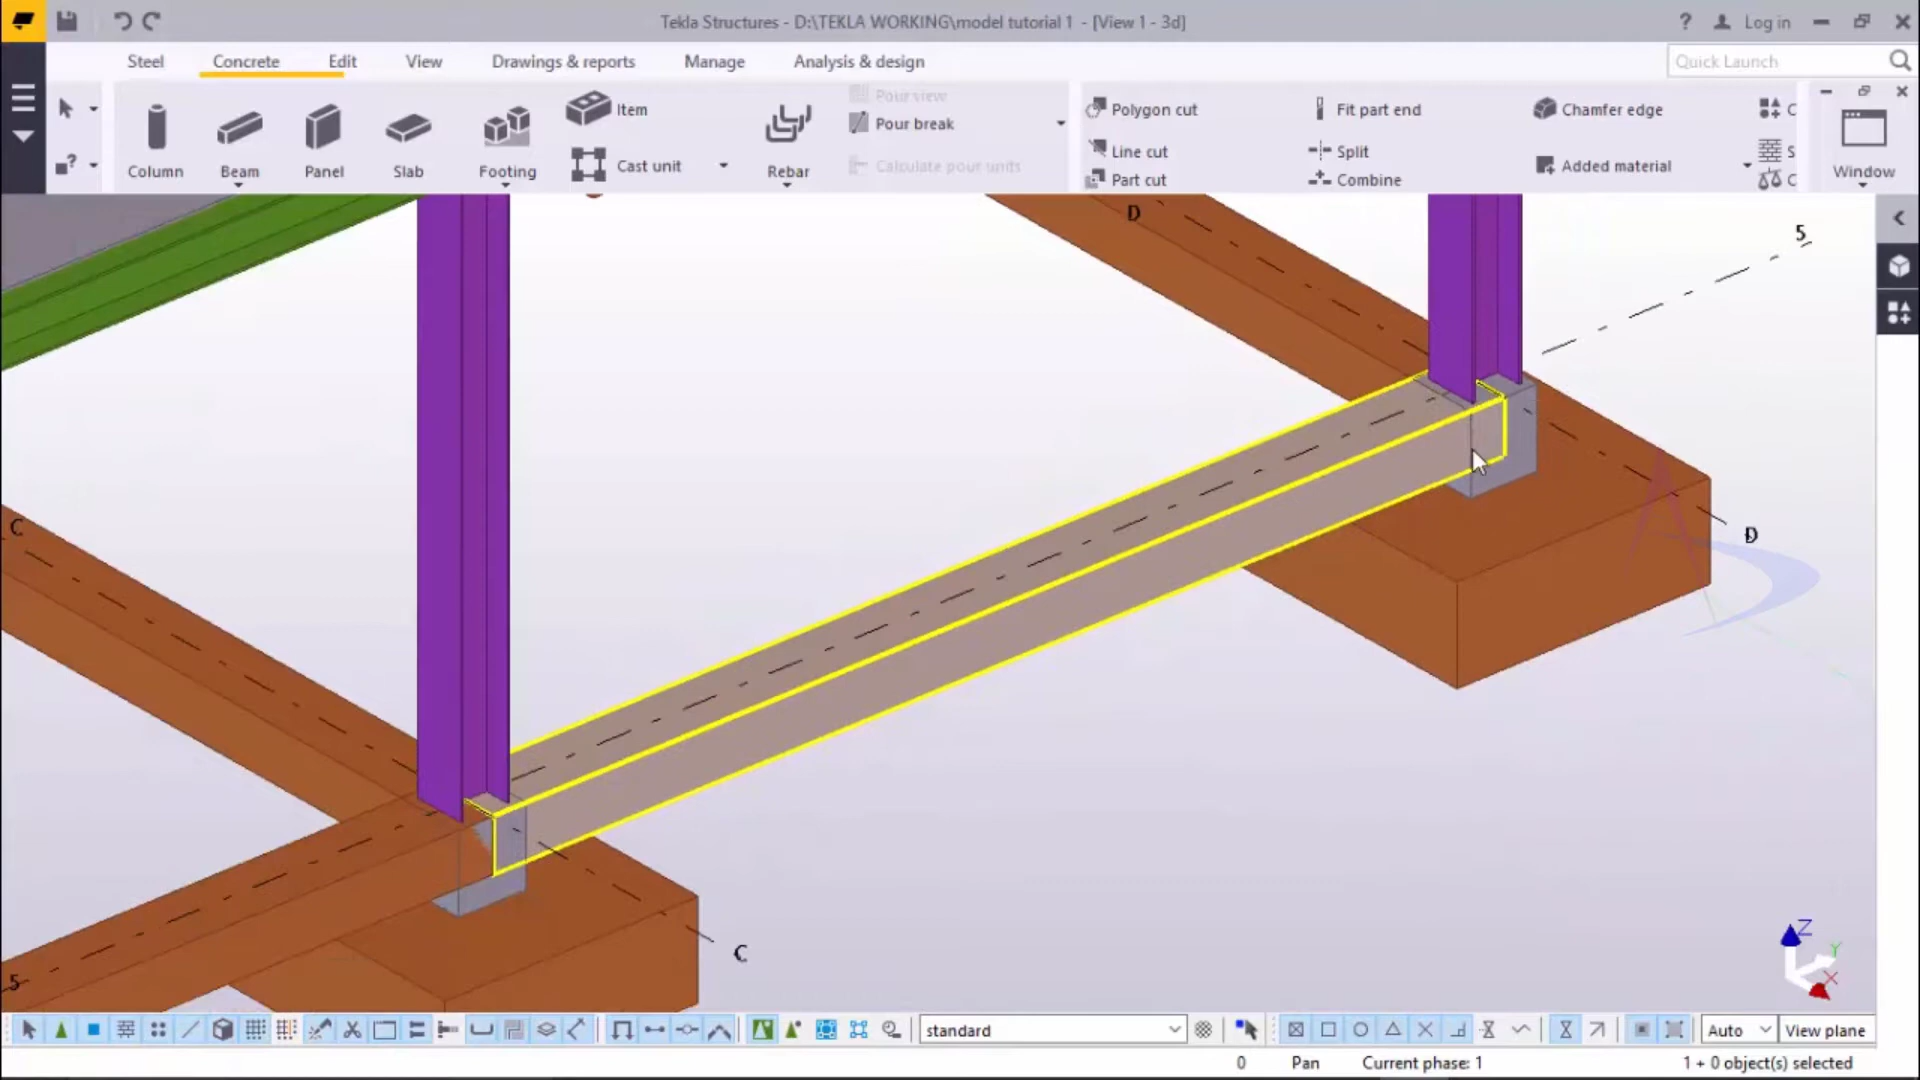 Tekla Structures - D:\TEKLA WORKING\model tutorial 1 - [View 1 - 3d]
? Log in
Steel Concrete Edit View Drawings & reports Manage Analysis & design
Quick Launch
Pour view
Item Polygon cut Fit part end Chamfer edge C
Pour break
Line cut Split S
Cast unit Calculate pour units Added material
Column Beam Panel Slab Footing Rebar Window
Part cut Combine C
D
5
C
D
C
5
Z
Y
X
standard Auto View plane
0 Pan Current phase: 1 1 + 0 object(s) selected